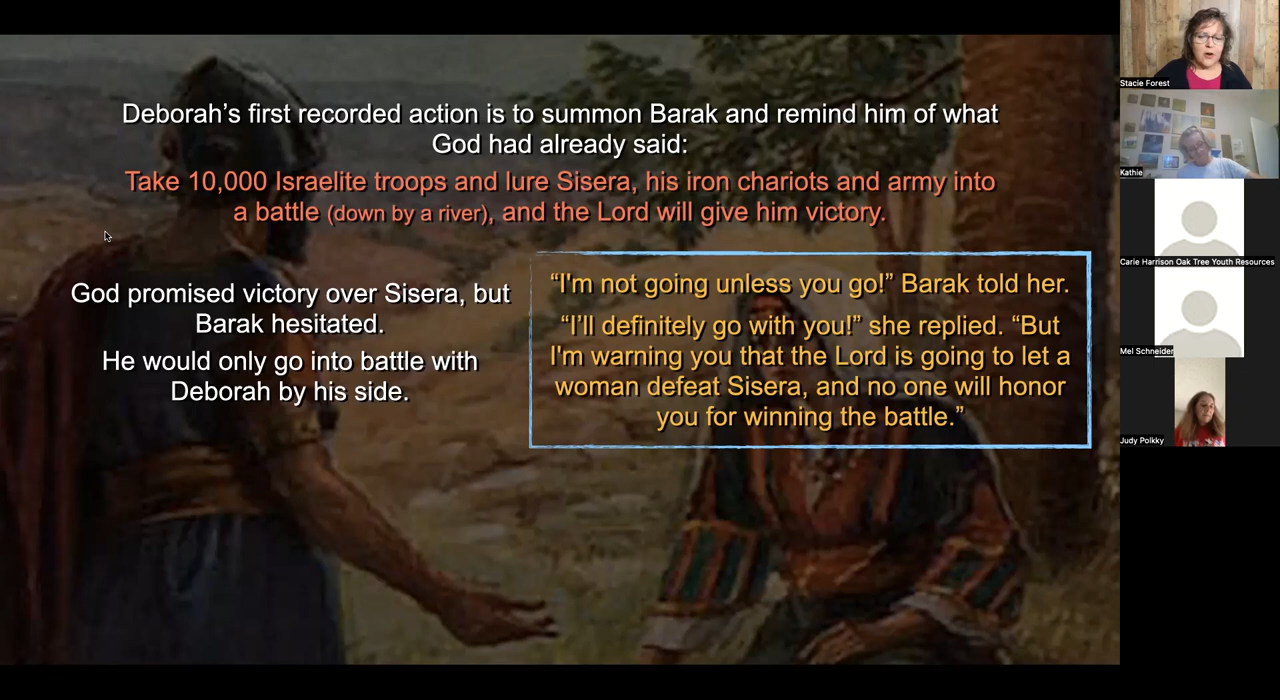 Deborah’s first recorded action is to summon Barak and remind him of what
God had already said:
Take 10,000 Israelite troops and lure Sisera, his iron chariots and army into
a battle (down by a river), and the Lord will give him victory.
God promised victory over Sisera, but
Barak hesitated.
He would only go into battle with
Deborah by his side.
“I'm not going unless you go!” Barak told her.
“I’ll definitely go with you!” she replied. “But
I'm warning you that the Lord is going to let a
woman defeat Sisera, and no one will honor
you for winning the battle.”
Stacie Forest
Kathie
Carie Harrison Oak Tree Youth Resources
Mel Schneider
Judy Polkky